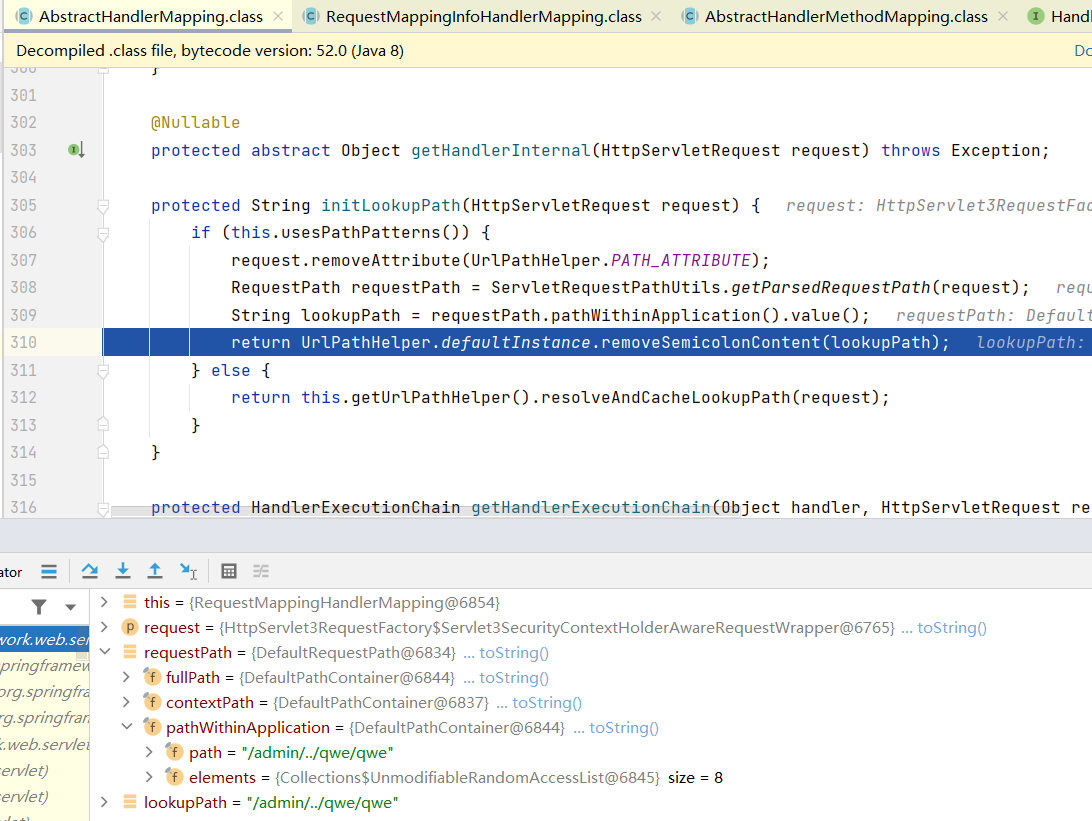 AbstractHandlerMapping.class RequestMappingInfoHandlerMapping.class AbstractHandlerMethodMapping.class Handl
Decompiled .class file, bytecode version: 52.0 (Java 8) Do
300 }
301
302 @Nullable
303 protected abstract Object getHandlerInternal(HttpServletRequest request) throws Exception;
304
305 protected String initLookupPath(HttpServletRequest request) { request: HttpServlet3RequestFac
306 if (this.usesPathPatterns()) {
307 request.removeAttribute(UrlPathHelper.PATH_ATTRIBUTE);
308 RequestPath requestPath = ServletRequestPathUtils.getParsedRequestPath(request); requ
309 String lookupPath = requestPath.pathWithinApplication().value(); requestPath: Default
310 return UrlPathHelper.defaultInstance.removeSemicolonContent(lookupPath); lookupPath:
311 } else {
312 return this.getUrlPathHelper().resolveAndCacheLookupPath(request);
313 }
314 }
315
316 protected HandlerExecutionChain getHandlerExecutionChain(Object handler, HttpServletRequest re
ator
this = {RequestMappingHandlerMapping@6854}
request = {HttpServlet3RequestFactory$Servlet3SecurityContextHolderAwareRequestWrapper@6765} ... toString()
work.web.ser
requestPath = {DefaultRequestPath@6834} ... toString()
springframew
fullPath = {DefaultPathContainer@6844} ... toString()
org.springfra
contextPath = {DefaultPathContainer@6837} ... toString()
rg.springfran
pathWithinApplication = {DefaultPathContainer@6844} ... toString()
k.web.servlet
path = "/admin/../qwe/qwe"
servlet)
elements = {Collections$UnmodifiableRandomAccessList@6845} size = 8
servlet)
lookupPath = "/admin/../qwe/qwe"